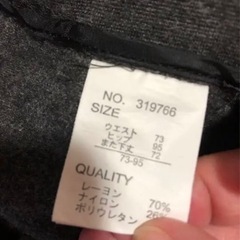 NO. 319766
SIZE
ウエスト 73
ヒップ 95
また下丈 72
73-95
QUALITY
レーヨン 70%
ナイロン 26%
ポリウレタン